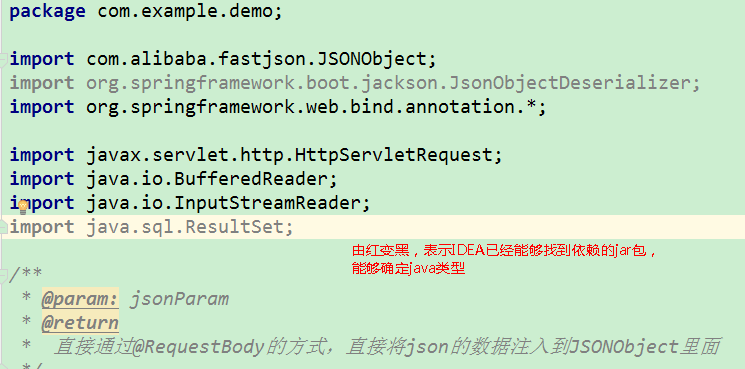 package com.example.demo;
import com.alibaba.fastjson.JSONObject;
import org.springframework.boot.jackson.JsonObjectDeserializer;
import org.springframework.web.bind.annotation.*;
import javax.servlet.http.HttpServletRequest;
import java.io.BufferedReader;
import java.io.InputStreamReader;
import java.sql.ResultSet;
由红变黑，表示IDEA已经能够找到依赖的jar包，
能够确定java类型
/**
* @param: jsonParam
* @return
* 直接通过@RequestBody的方式，直接将json的数据注入到JSONObject里面
*/